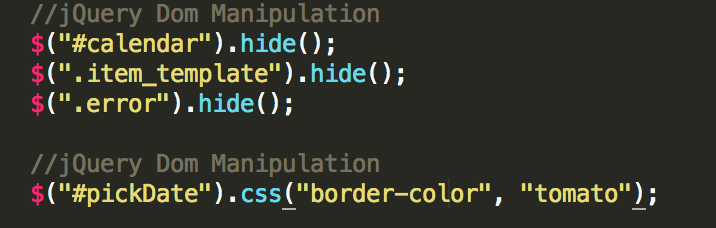 //jQuery Dom Manipulation
$("#calendar").hide();
$(".item_template").hide();
$(".error").hide();
//jQuery Dom Manipulation
$("#pickDate").css("border-color", "tomato");